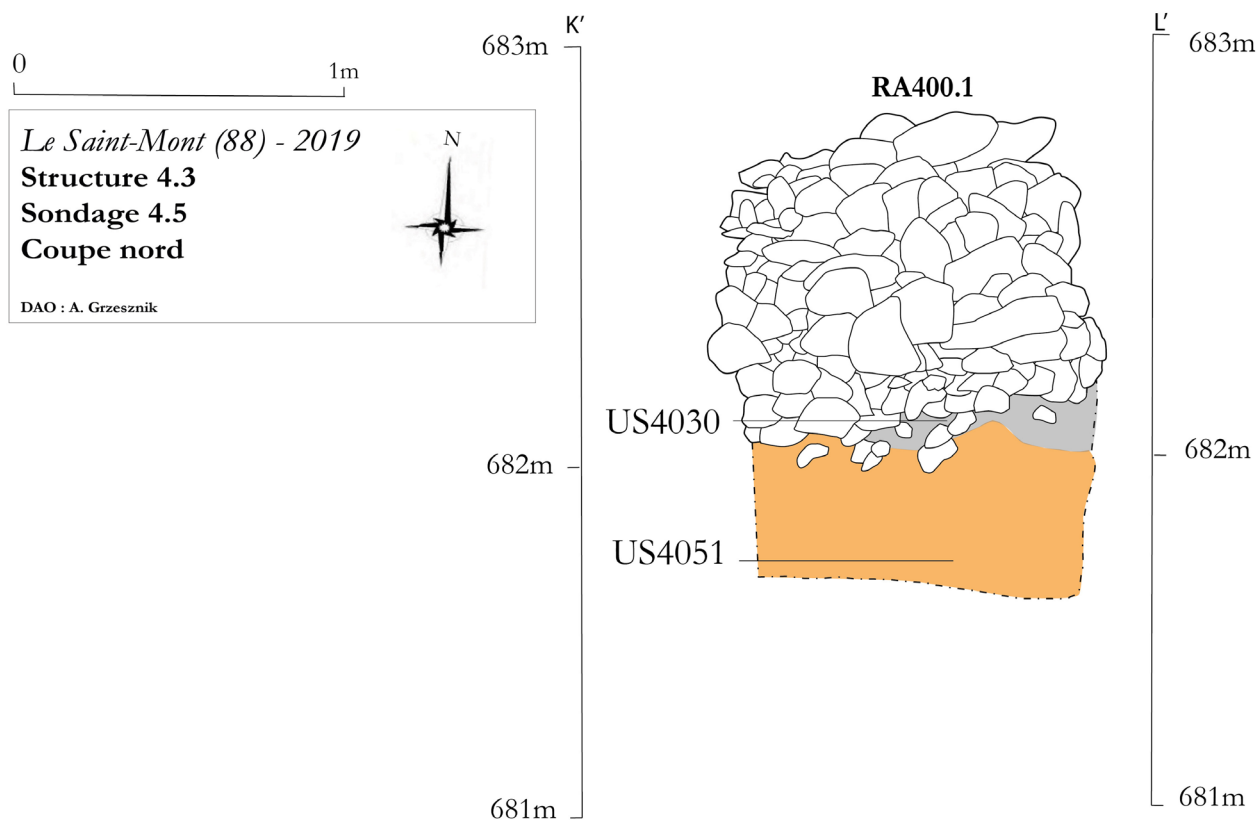 K’
L’
683m
683m
0
1m
RA400.1
Le Saint-Mont (88) - 2019
N
Structure 4.3
Sondage 4.5
Coupe nord
DAO : A. Grzesznik
US4030
682m
682m
US4051
681m
681m